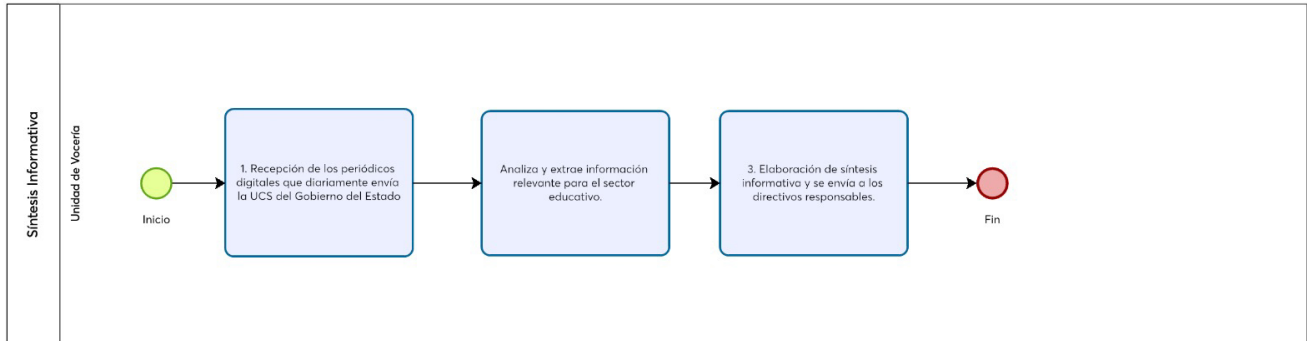 Síntesis Informativa
Unidad de Vocería
Inicio
1. Recepción de los periódicos
digitales que diariamente envía
la UCS del Gobierno del Estado
Analiza y extrae información
relevante para el sector
educativo.
3. Elaboración de síntesis
informativa y se envía a los
directivos responsables.
Fin